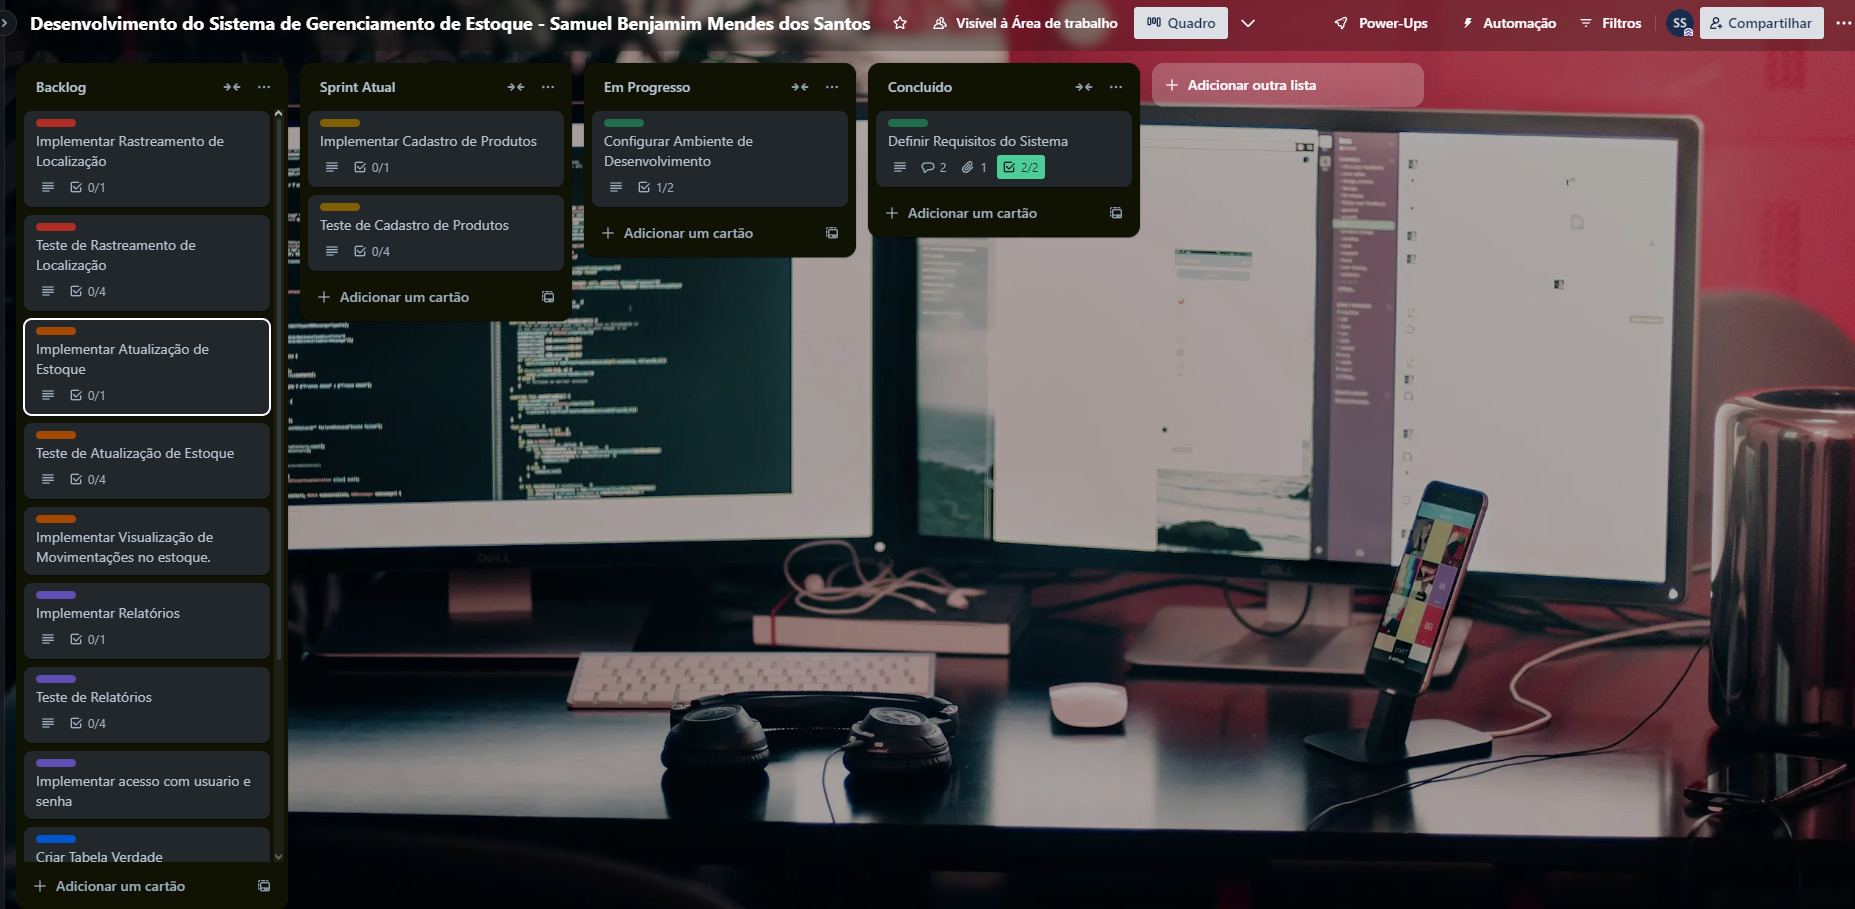 Desenvolvimento do Sistema de Gerenciamento de Estoque - Samuel Benjamim Mendes dos Santos
Visível à Área de trabalho
Quadro
Power-Ups
Automação
Filtros
SS
Compartilhar
Backlog
Implementar Rastreamento de
Localização
0/1
Teste de Rastreamento de
Localização
0/4
Implementar Atualização de
Estoque
0/1
Teste de Atualização de Estoque
0/4
Implementar Visualização de
Movimentações no estoque.
Implementar Relatórios
0/1
Teste de Relatórios
0/4
Implementar acesso com usuario e
senha
Criar Tabela Verdade
Adicionar um cartão
Sprint Atual
Implementar Cadastro de Produtos
0/1
Teste de Cadastro de Produtos
0/4
Adicionar um cartão
Em Progresso
Configurar Ambiente de
Desenvolvimento
1/2
Adicionar um cartão
Concluído
Definir Requisitos do Sistema
2
1
2/2
Adicionar um cartão
Adicionar outra lista
DELL
DELL